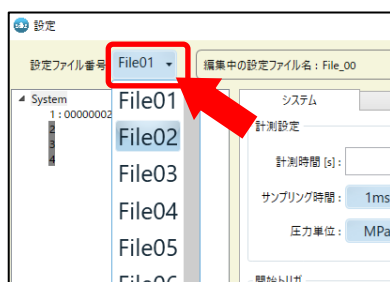 設定
設定ファイル番号 File01 編集中の設定ファイル名 : File_00
System
1 : 00000002
2
3
4
File01
File02
File03
File04
File05
File06
システム
計測設定
計測時間 [s] :
サンプリング時間 : 1ms
圧力単位 : MPa
開始トリガ